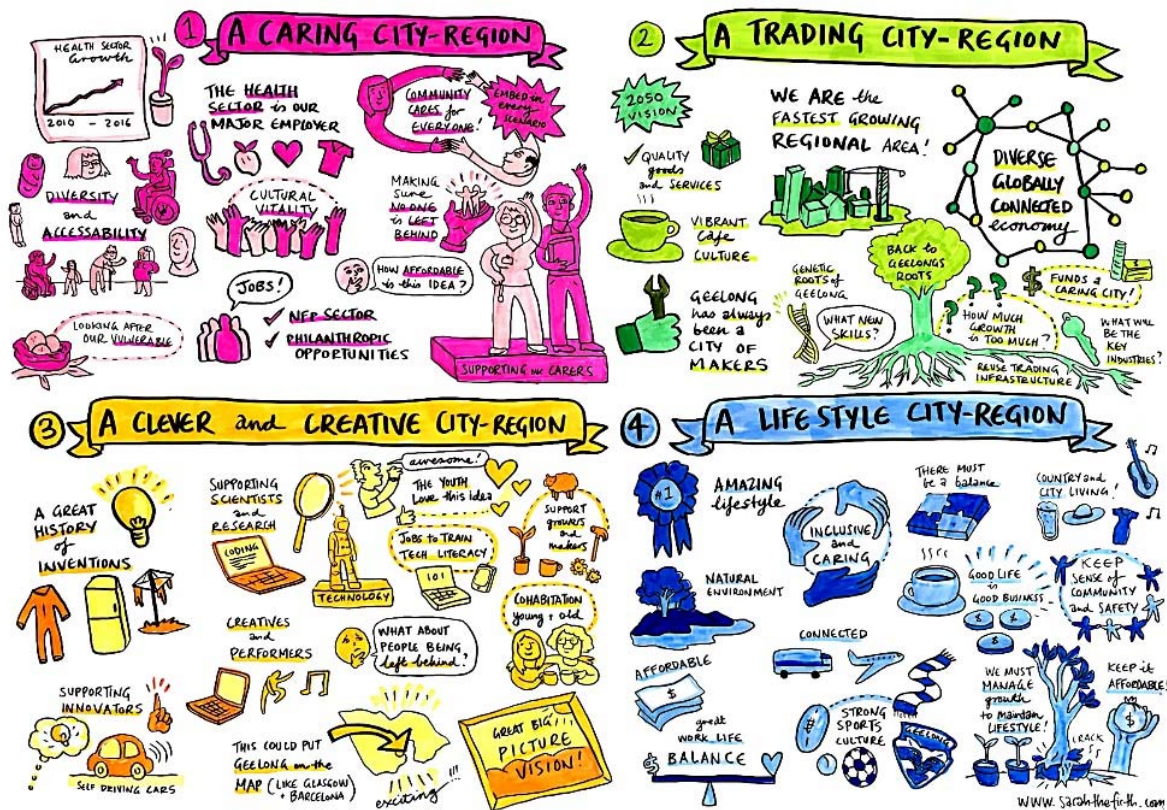 1
A CARING CITY-REGION
HEALTH SECTOR
Growth
2010 — 2016
THE HEALTH
SECTOR is OUR
MAJOR EMPLOYER
COMMUNITY
CARES for
EVERYONE!
EMBED in
every
SCENARIO
DIVERSITY
and
ACCESSABILITY
CULTURAL
VITALITY
MAKING
Sure
NO ONE
is LEFT
BEHIND
HOW AFFORDABLE
is this IDEA?
JOBS!
✓ NFP SECTOR
✓ PHILANTHROPIC
OPPORTUNITIES
LOOKING AFTER
OUR VULNERABLE
SUPPORTING our CARERS
2
A TRADING CITY-REGION
2050
VISION
✓ QUALITY
goods
and SERVICES
WE ARE the
FASTEST GROWING
REGIONAL AREA!
DIVERSE
GLOBALLY
CONNECTED
economy
VIBRANT
Cafe
CULTURE
BACK to
GEELONGS
ROOTS
GENETIC
ROOTS of
GEELONG
WHAT NEW
SKILLS?
GEELONG
has always
been a
CITY OF
MAKERS
$ FUNDS a
CARING CITY!
? ? ?
HOW MUCH
GROWTH
is TOO MUCH?
WHAT WILL
BE THE
KEY
INDUSTRIES?
REUSE TRADING
INFRASTRUCTURE
3
A CLEVER and CREATIVE CITY-REGION
A GREAT
HISTORY
of
INVENTIONS
SUPPORTING
SCIENTISTS
and
RESEARCH
CODING
TECHNOLOGY
awesome!
THE YOUTH
Love this idea
JOBS to TRAIN
TECH LITERACY
101
SUPPORT
growers
and
makers
COHABITATION
young + old
CREATIVES
and
PERFORMERS
WHAT ABOUT
PEOPLE BEING
left behind?
SUPPORTING
INNOVATORS
SELF DRIVING CARS
THIS COULD PUT
GEELONG on the
MAP (LIKE GLASGOW
+ BARCELONA)
exciting!!!
GREAT BIG
PICTURE
VISION!
4
A LIFESTYLE CITY-REGION
#1
AMAZING
lifestyle
INCLUSIVE
and
CARING
THERE MUST
be a balance
COUNTRY and
CITY LIVING!
NATURAL
ENVIRONMENT
GOOD LIFE
is
GOOD BUSINESS
$ $
$
KEEP
SENSE of
COMMUNITY
and SAFETY
CONNECTED
AFFORDABLE
$
great
work LIFE
$ BALANCE
STRONG
SPORTS
CULTURE
GEELONG
WE MUST
MANAGE
growth
to maintain
LIFESTYLE!
CRACK
KEEP it
AFFORDABLE!
$
www.sarahthefirth.com